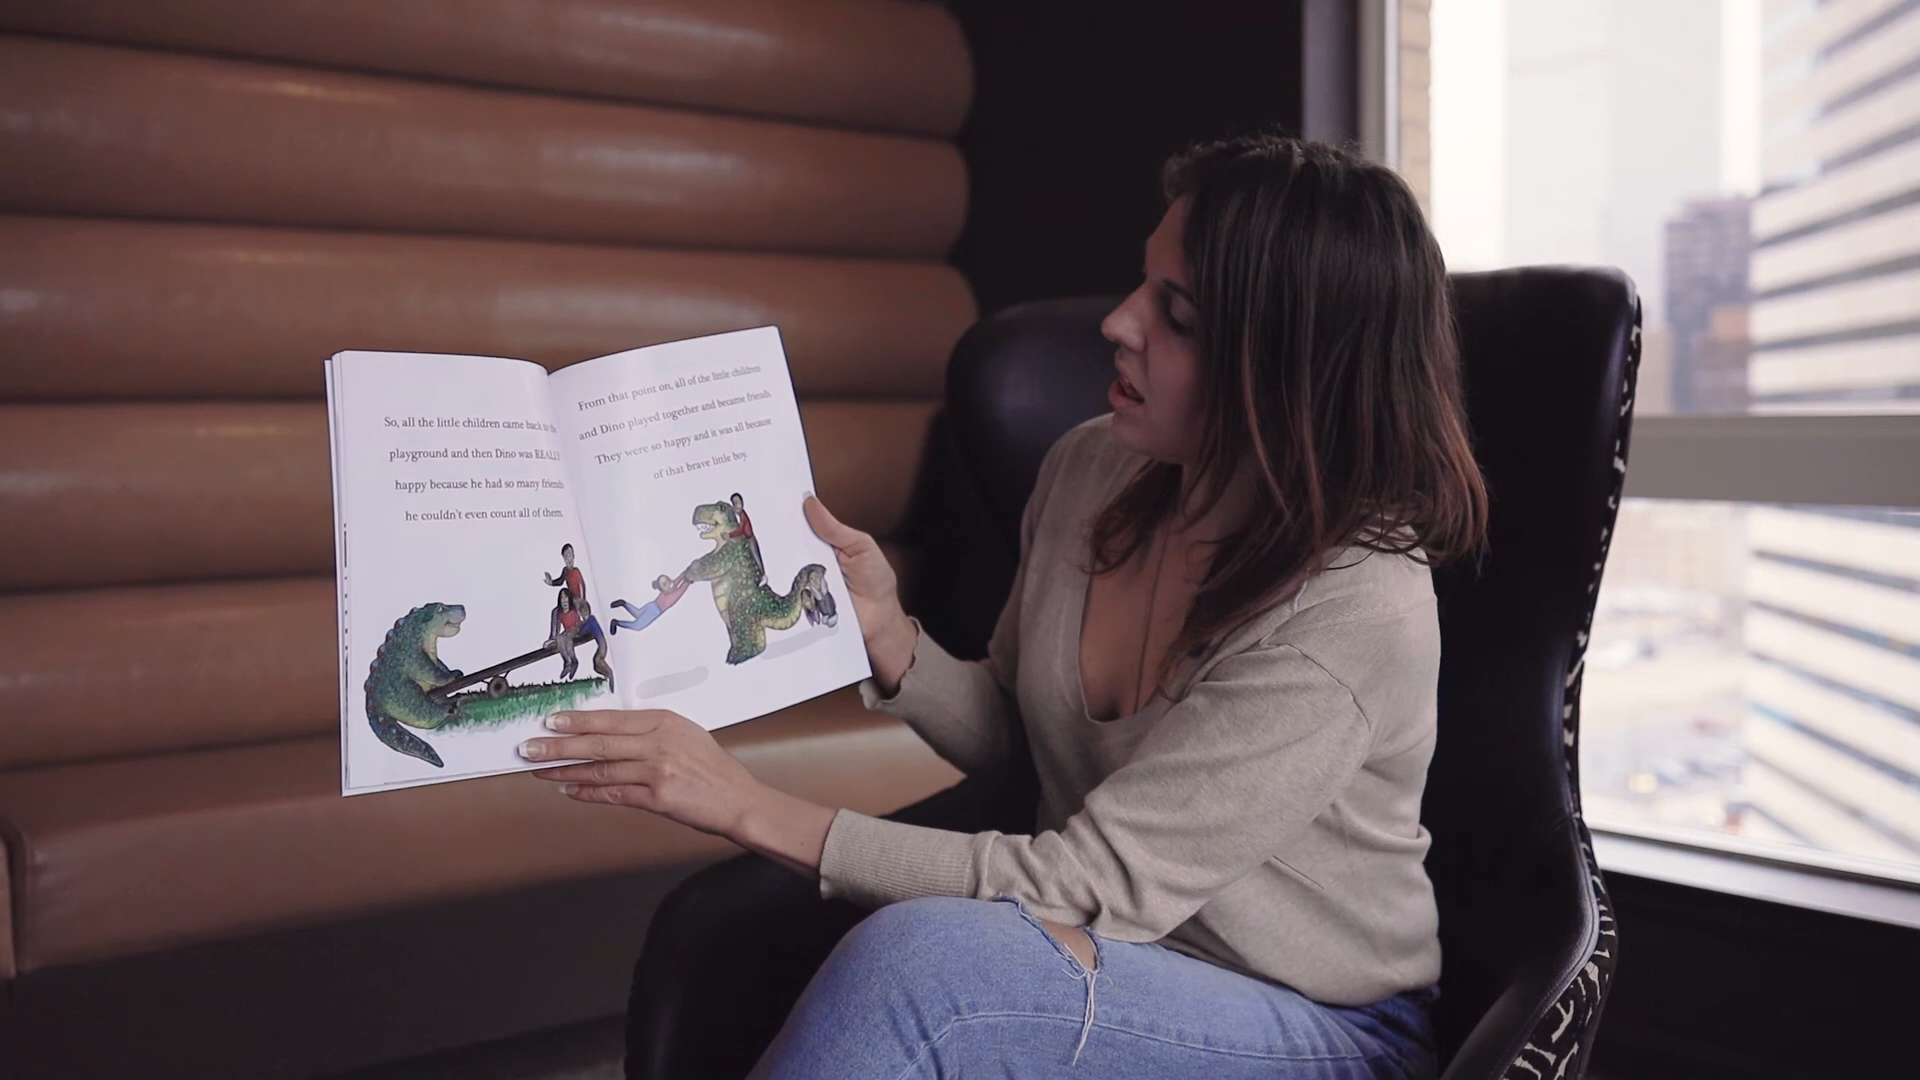 So, all the little children came back to the
playground and then Dino was REALLY
happy because he had so many friends
he couldn't even count all of them.
From that point on, all of the little children
and Dino played together and became friends.
They were so happy and it was all because
of that brave little boy.